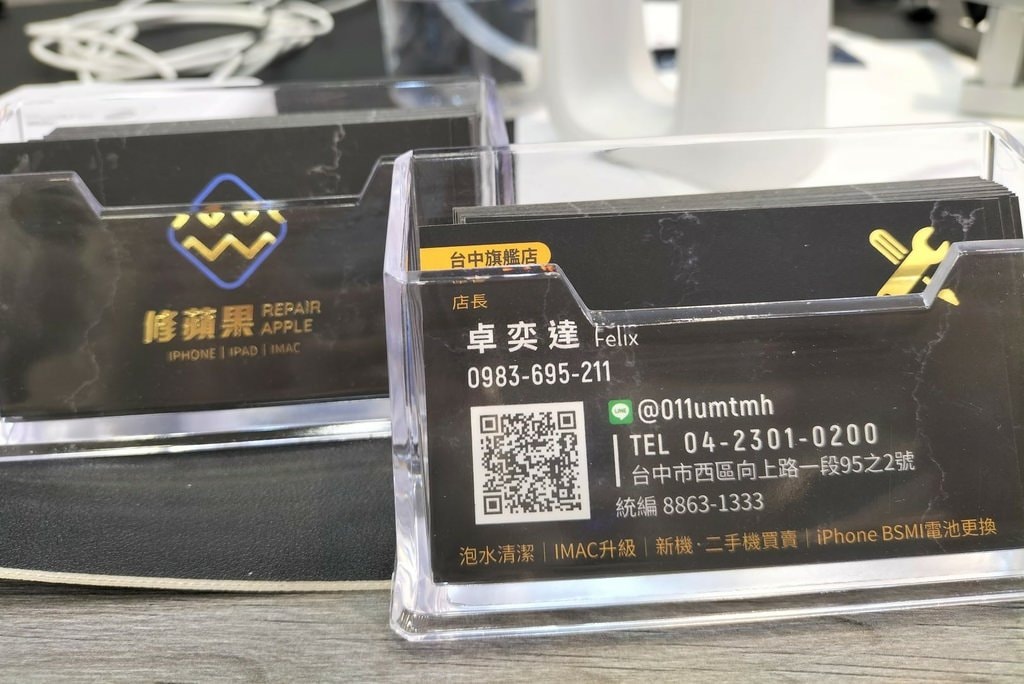 修蘋果 REPAIR APPLE
IPHONE | IPAD | IMAC
台中旗艦店
店長
卓奕達 Felix
0983-695-211
LINE @011umtmh
TEL 04-2301-0200
台中市西區向上路一段95之2號
統編 8863-1333
泡水清潔｜IMAC升級｜新機·二手機買賣｜iPhone BSMI電池更換